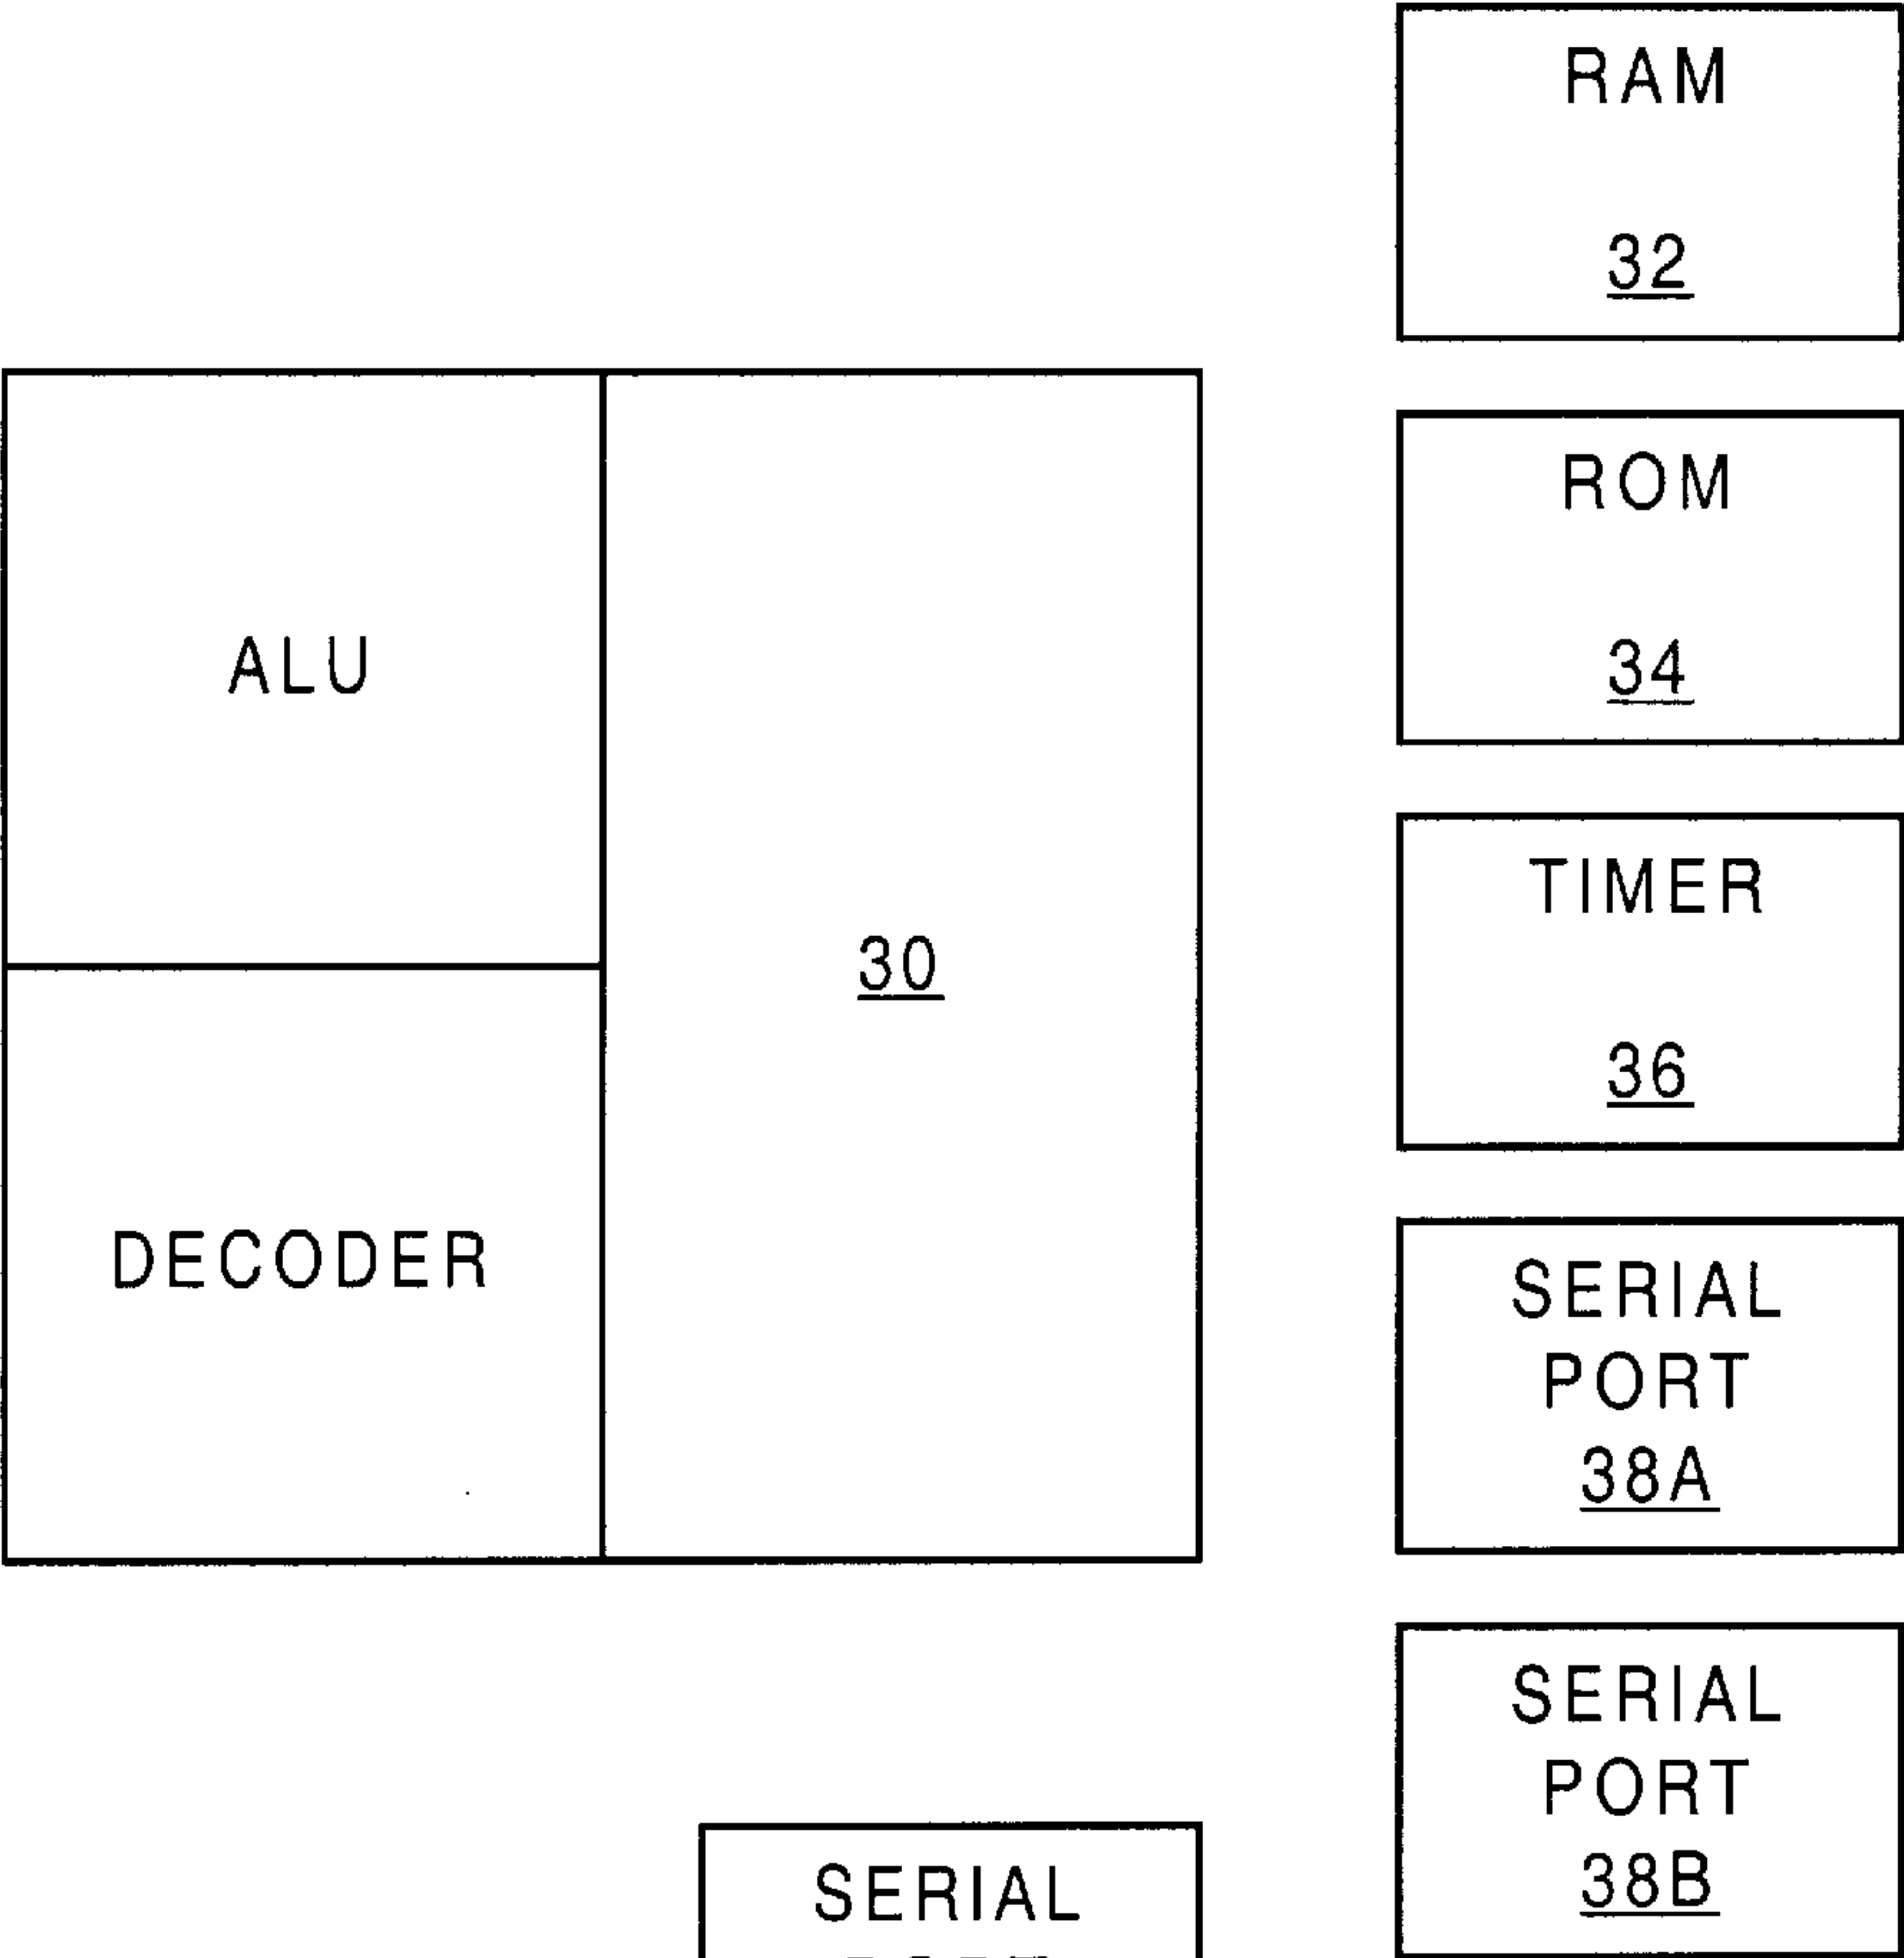 RAM
32
ROM
34
ALU
30
TIMER
36
DECODER
SERIAL
PORT
38A
SERIAL
PORT
38B
SERIAL